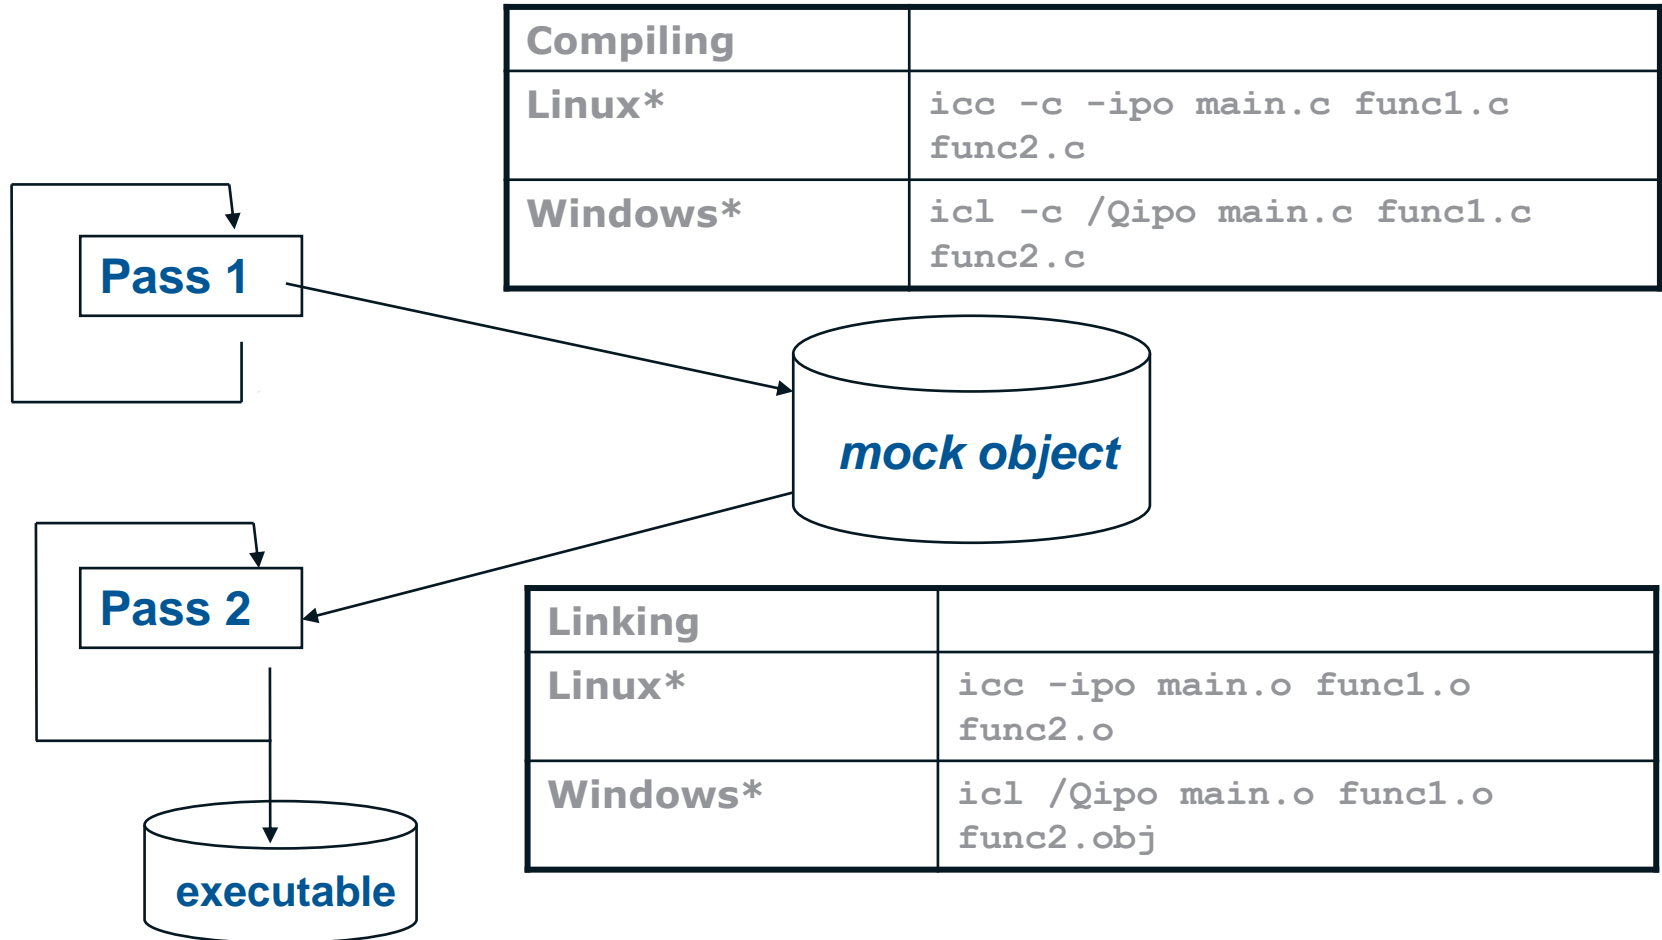 Compiling
Linux*
icc -c -ipo main.c func1.c
func2.c
Windows*
icl -c /Qipo main.c func1.c
func2.c
Pass 1
mock object
Pass 2
Linking
Linux*
icc -ipo main.o func1.o
func2.o
Windows*
icl /Qipo main.o func1.o
func2.obj
executable